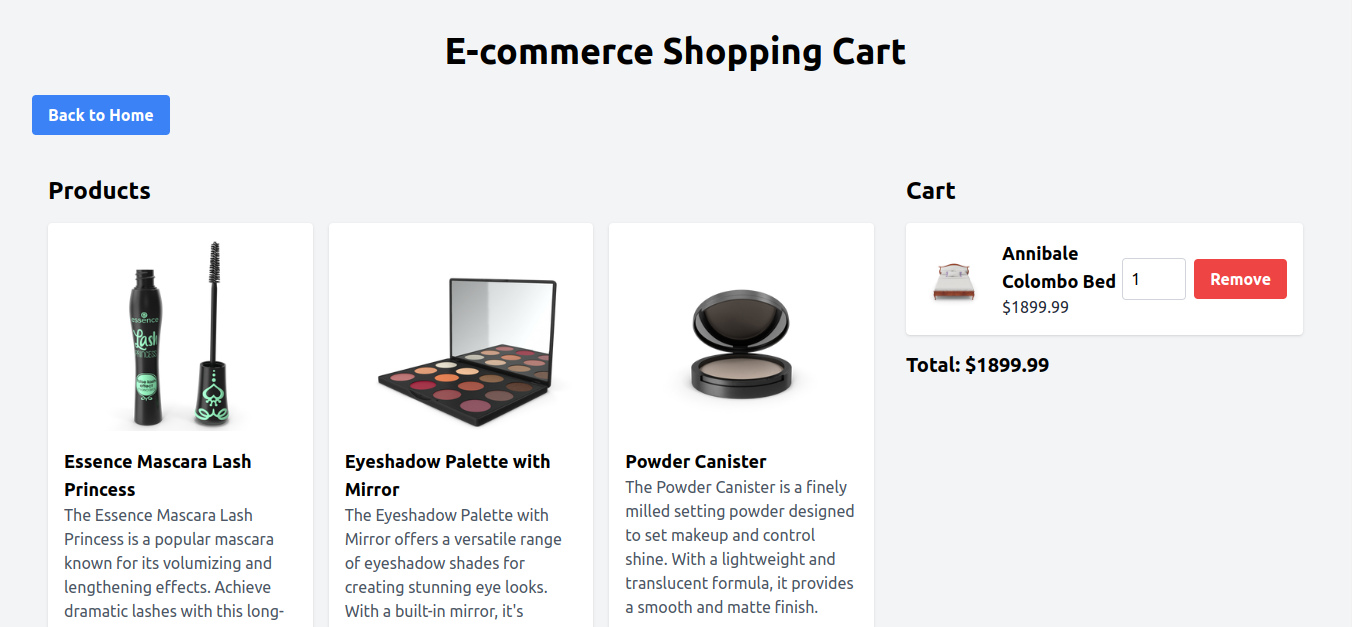 E-commerce Shopping Cart
Back to Home
Products
essence
Lash
PRINCESS
Essence Mascara Lash
Princess
The Essence Mascara Lash
Princess is a popular mascara
known for its volumizing and
lengthening effects. Achieve
dramatic lashes with this long-
Eyeshadow Palette with
Mirror
The Eyeshadow Palette with
Mirror offers a versatile range
of eyeshadow shades for
creating stunning eye looks.
With a built-in mirror, it's
Powder Canister
The Powder Canister is a finely
milled setting powder designed
to set makeup and control
shine. With a lightweight and
translucent formula, it provides
a smooth and matte finish.
Cart
Annibale
Colombo Bed
$1899.99
1
Remove
Total: $1899.99